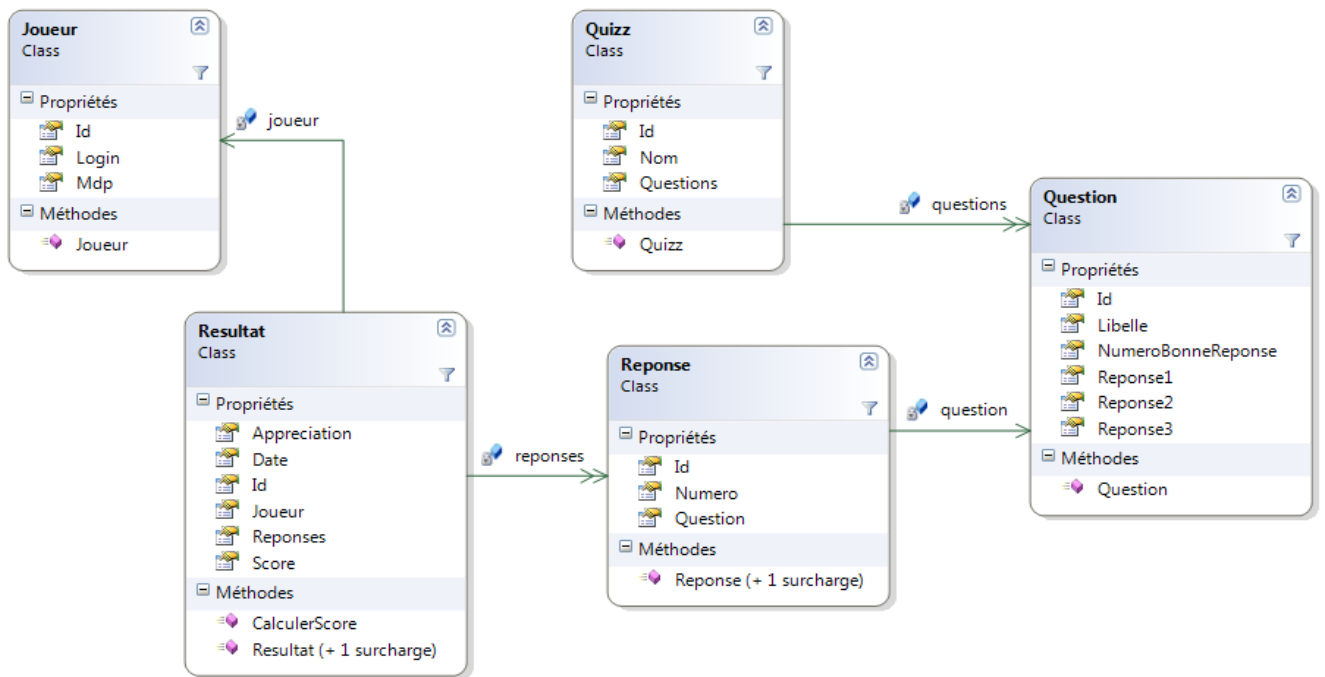 Joueur
Class
Propriétés
Id
Login
Mdp
Méthodes
Joueur
joueur
Quizz
Class
Propriétés
Id
Nom
Questions
Méthodes
Quizz
questions
Question
Class
Propriétés
Id
Libelle
NumeroBonneReponse
Reponse1
Reponse2
Reponse3
Méthodes
Question
Resultat
Class
Propriétés
Appreciation
Date
Id
Joueur
Reponses
Score
Méthodes
CalculerScore
Resultat (+ 1 surcharge)
reponses
Reponse
Class
Propriétés
Id
Numero
Question
Méthodes
Reponse (+ 1 surcharge)
question